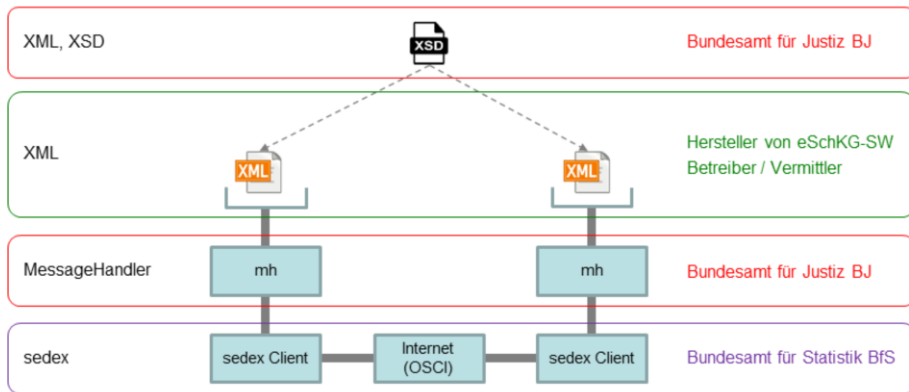 XML, XSD
XSD
Bundesamt für Justiz BJ
XML
Hersteller von eSchKG-SW
Betreiber / Vermittler
XML
XML
MessageHandler
mh
mh
Bundesamt für Justiz BJ
sedex
sedex Client
Internet
(OSCI)
sedex Client
Bundesamt für Statistik BfS